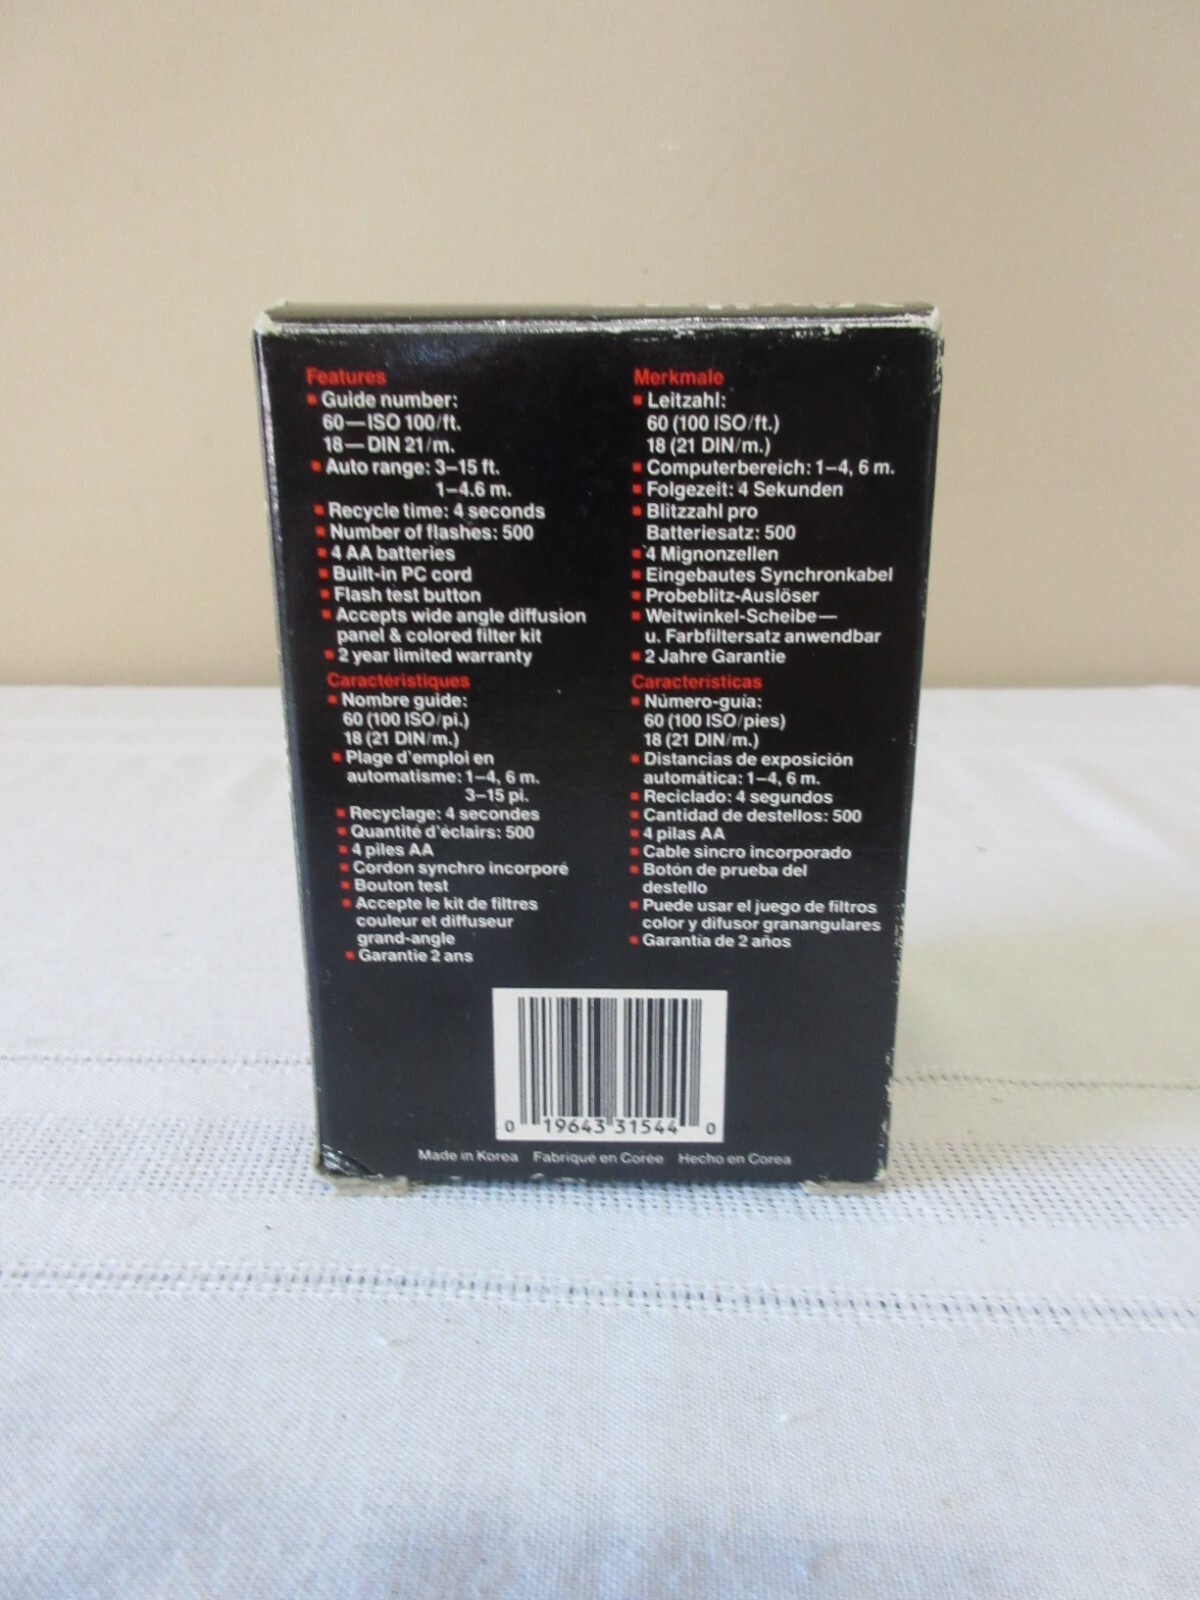 Features
▪ Guide number:
60—ISO 100/ft.
18—DIN 21/m.
▪ Auto range: 3–15 ft.
1–4.6 m.
▪ Recycle time: 4 seconds
▪ Number of flashes: 500
▪ 4 AA batteries
▪ Built-in PC cord
▪ Flash test button
▪ Accepts wide angle diffusion
panel & colored filter kit
▪ 2 year limited warranty
Caractéristiques
▪ Nombre guide:
60 (100 ISO/pi.)
18 (21 DIN/m.)
▪ Plage d'emploi en
automatisme: 1–4, 6 m.
3–15 pi.
▪ Recyclage: 4 secondes
▪ Quantité d'éclairs: 500
▪ 4 piles AA
▪ Cordon synchro incorporé
▪ Bouton test
▪ Accepte le kit de filtres
couleur et diffuseur
grand-angle
▪ Garantie 2 ans
Merkmale
▪ Leitzahl:
60 (100 ISO/ft.)
18 (21 DIN/m.)
▪ Computerbereich: 1–4, 6 m.
▪ Folgezeit: 4 Sekunden
▪ Blitzzahl pro
Batteriesatz: 500
▪ 4 Mignonzellen
▪ Eingebautes Synchronkabel
▪ Probeblitz-Auslöser
▪ Weitwinkel-Scheibe—
u. Farbfiltersatz anwendbar
▪ 2 Jahre Garantie
Características
▪ Número-guía:
60 (100 ISO/pies)
18 (21 DIN/m.)
▪ Distancias de exposición
automática: 1–4, 6 m.
▪ Reciclado: 4 segundos
▪ Cantidad de destellos: 500
▪ 4 pilas AA
▪ Cable sincro incorporado
▪ Botón de prueba del
destello
▪ Puede usar el juego de filtros
color y difusor granangulares
▪ Garantía de 2 años
0 19643 31544 0
Made in Korea Fabriqué en Corée Hecho en Corea